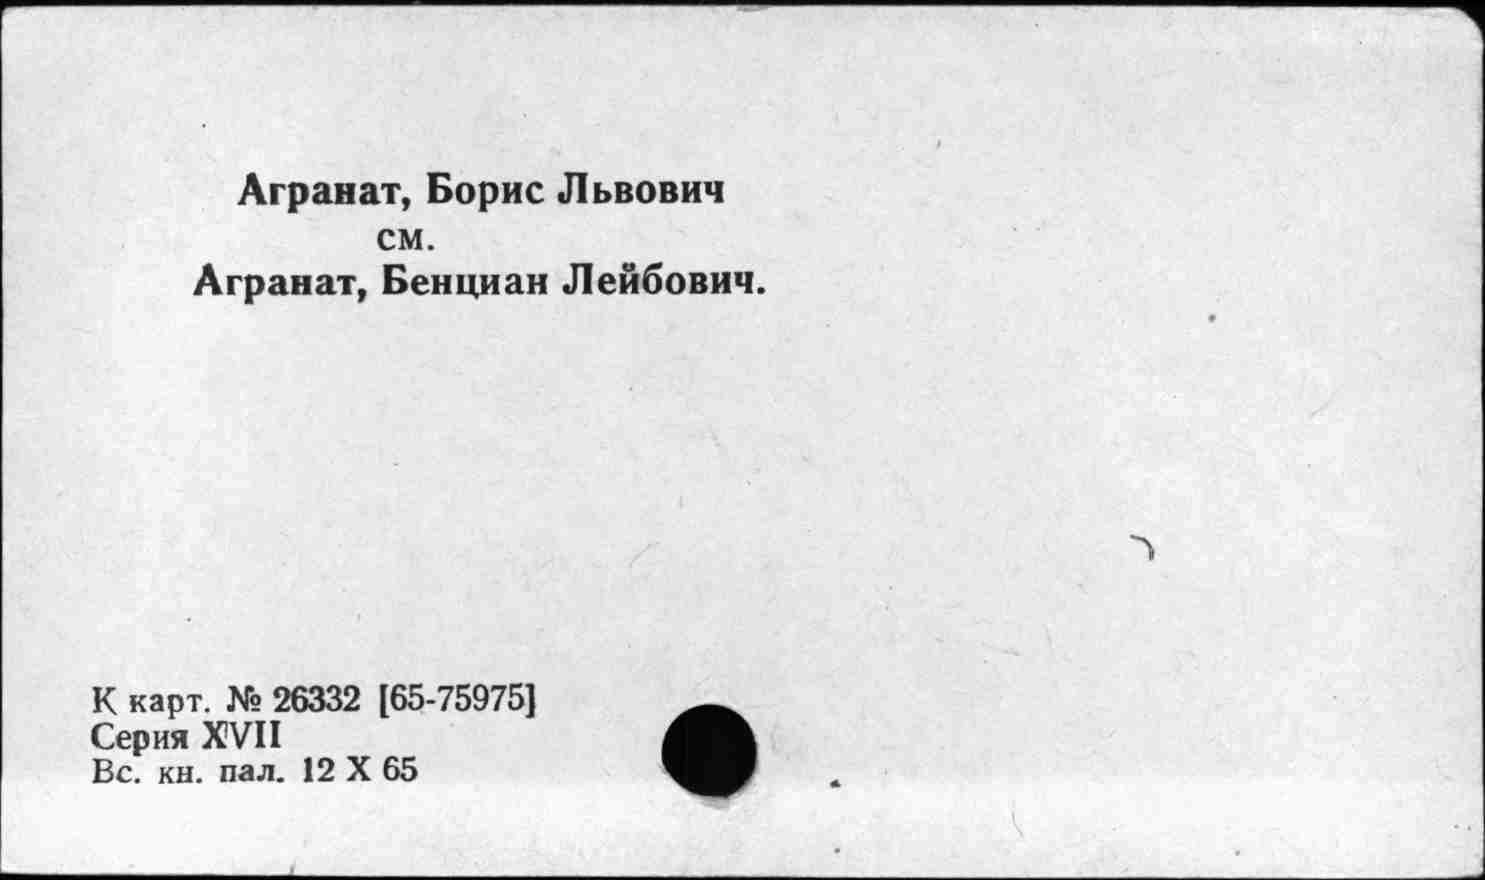 Агранат, Борис Львович
см.
Агранат, Бенциан Лейбович.
К карт. № 26332 [65-75975]
Серия XVII
Вс. кн. пал. 12 X 65